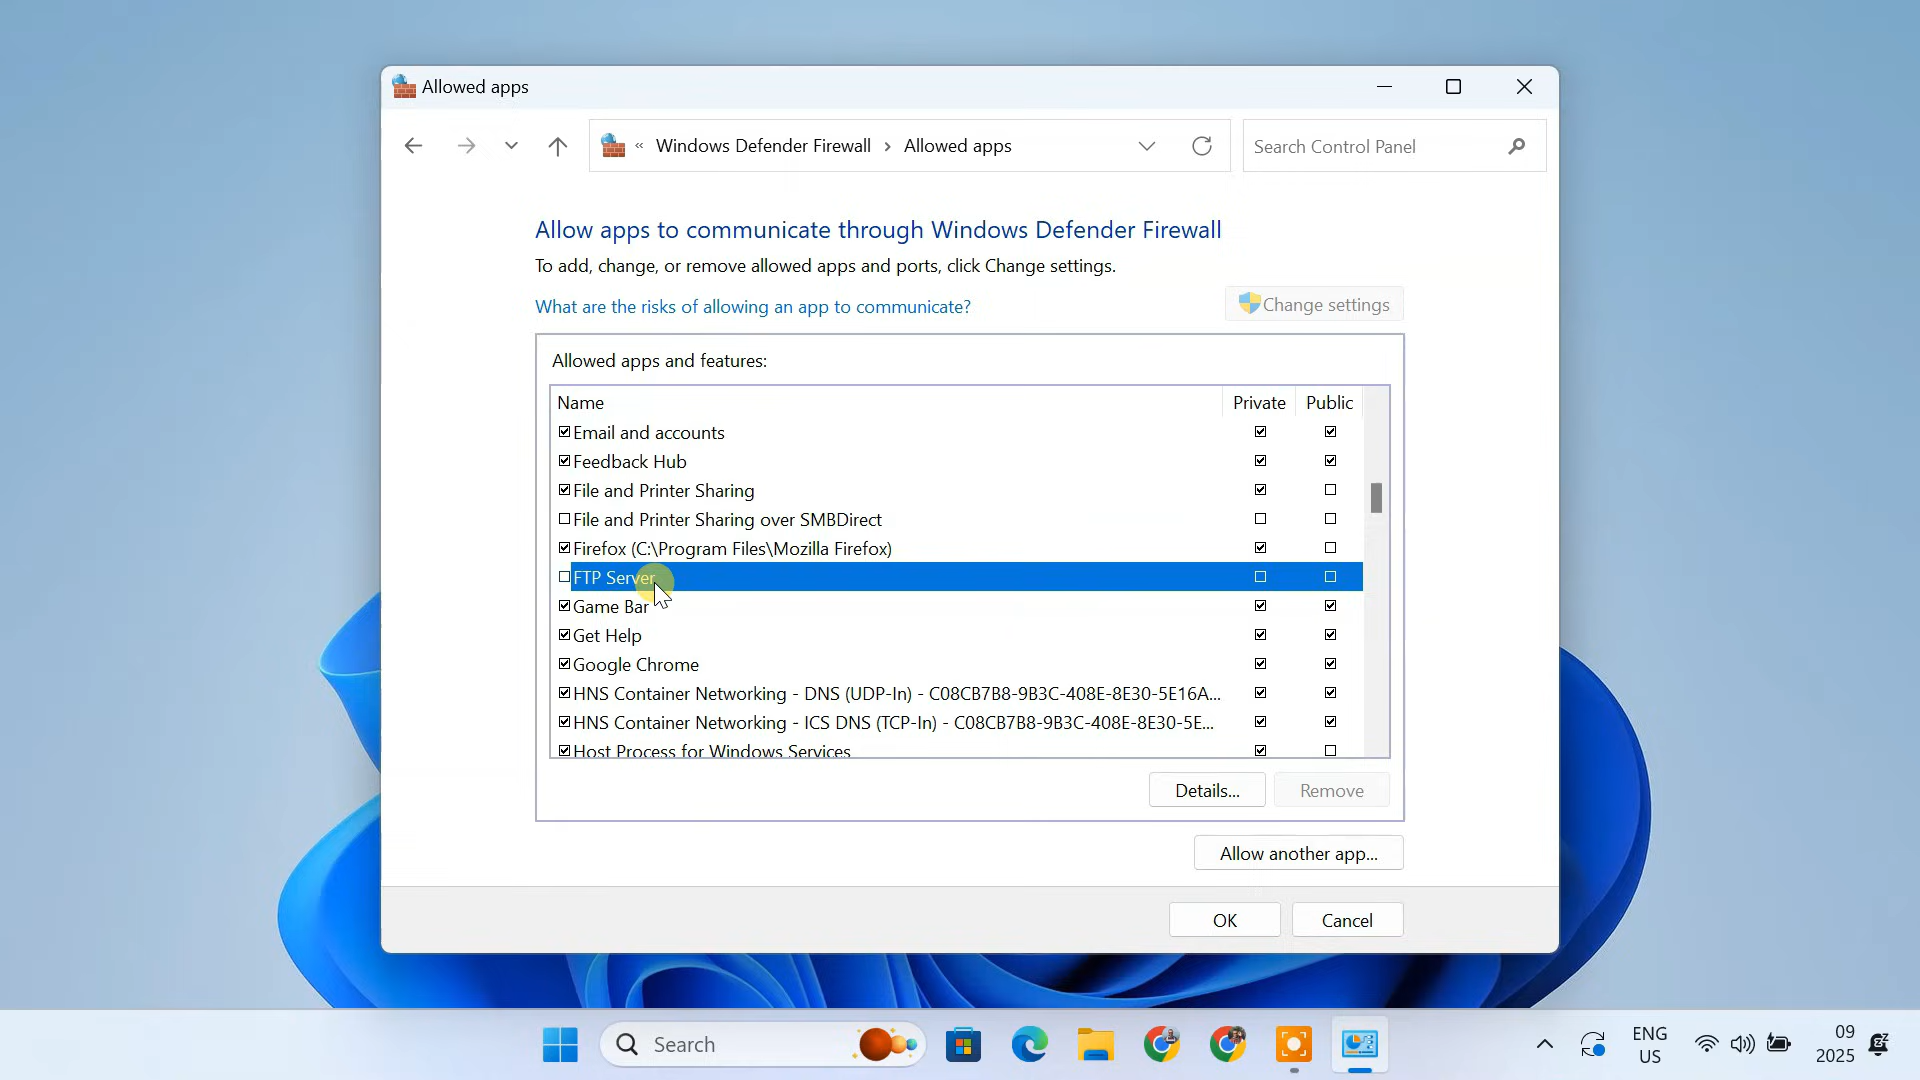 Allowed apps
« Windows Defender Firewall › Allowed apps
Search Control Panel
Allow apps to communicate through Windows Defender Firewall
To add, change, or remove allowed apps and ports, click Change settings.
What are the risks of allowing an app to communicate?
Change settings
Allowed apps and features:
Name Private Public
Email and accounts
Feedback Hub
File and Printer Sharing
File and Printer Sharing over SMBDirect
Firefox (C:\Program Files\Mozilla Firefox)
FTP Server
Game Bar
Get Help
Google Chrome
HNS Container Networking - DNS (UDP-In) - C08CB7B8-9B3C-408E-8E30-5E16A...
HNS Container Networking - ICS DNS (TCP-In) - C08CB7B8-9B3C-408E-8E30-5E...
Host Process for Windows Services
Details... Remove
Allow another app...
OK Cancel
Search
ENG
US
09
2025